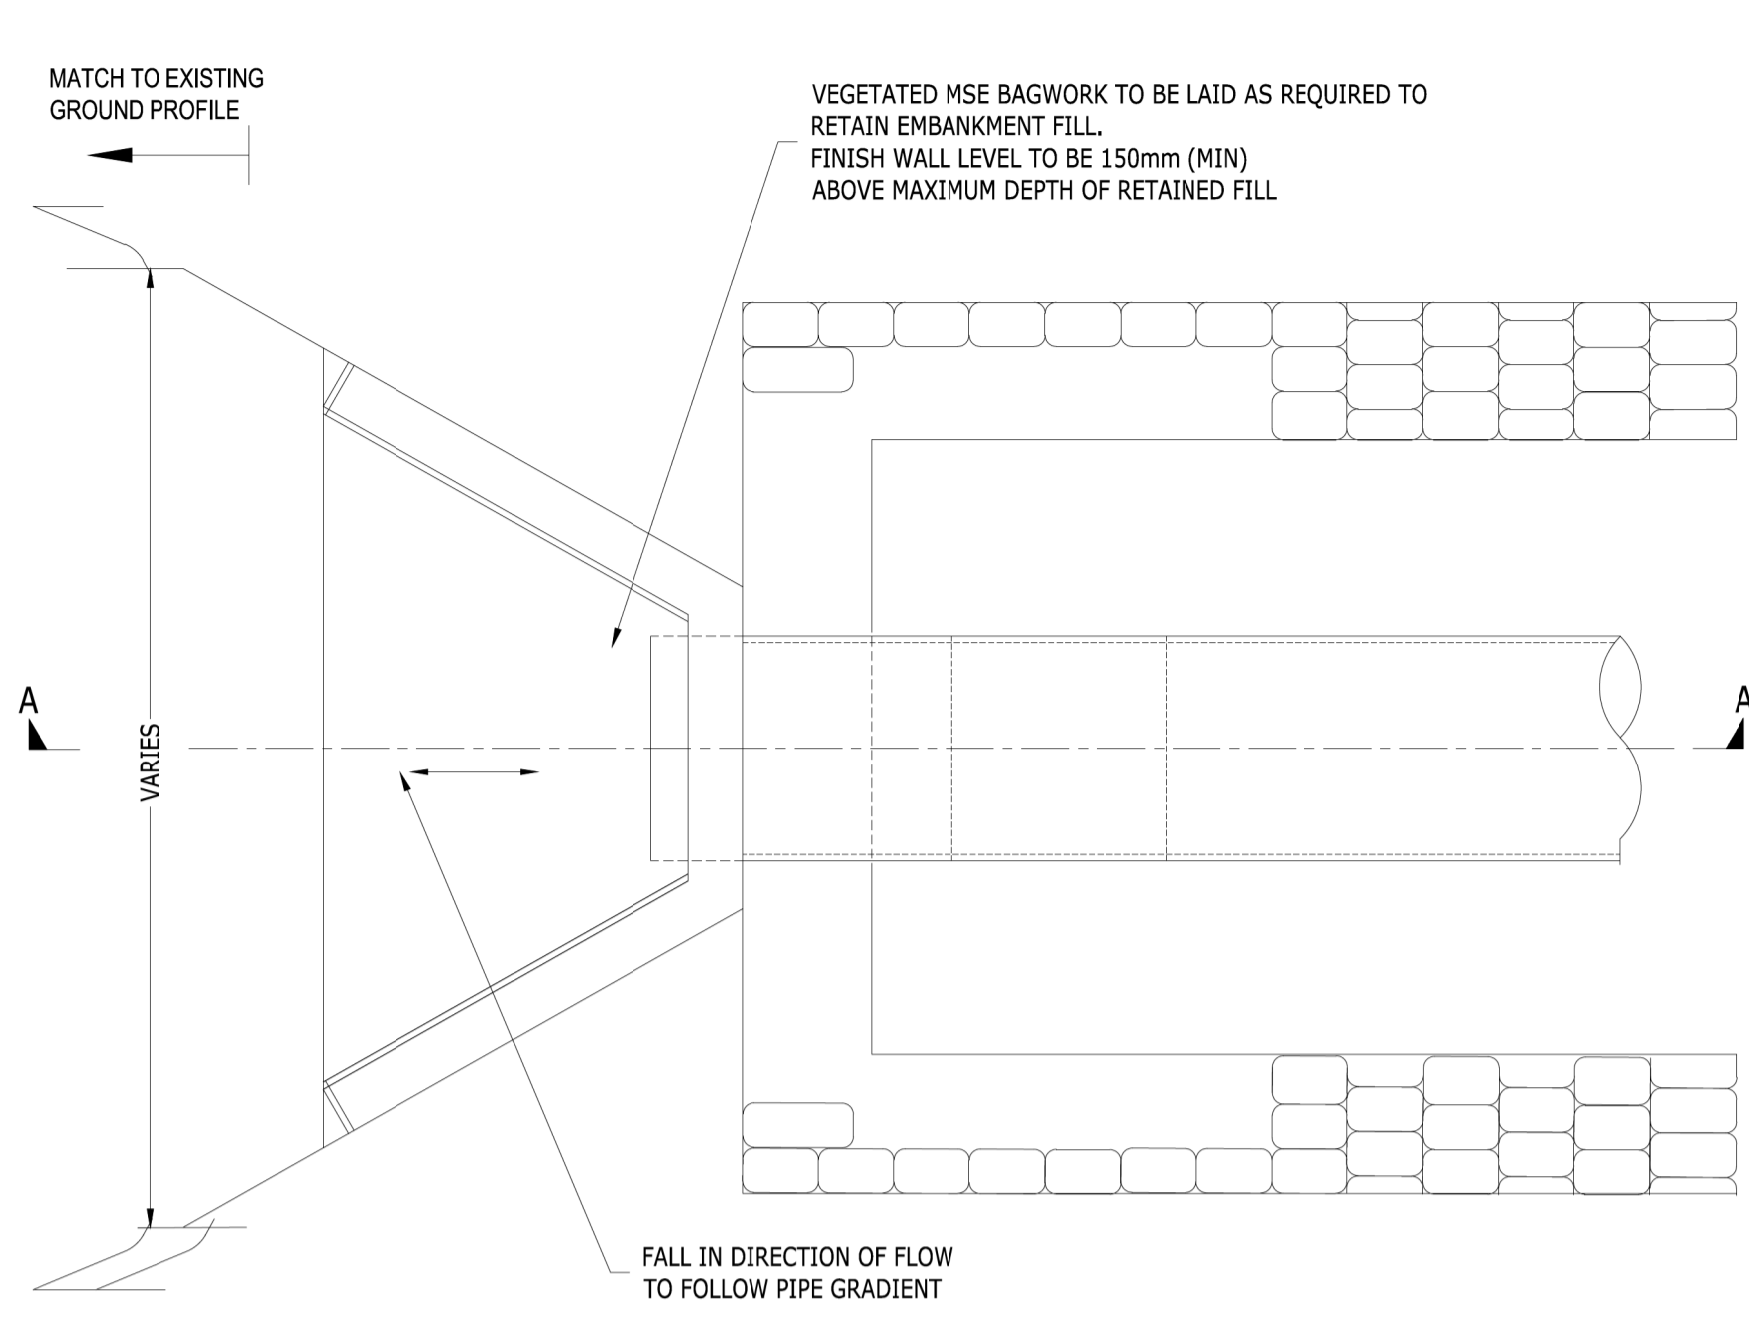 MATCH TO EXISTING
GROUND PROFILE
VEGETATED MSE BAGWORK TO BE LAID AS REQUIRED TO
RETAIN EMBANKMENT FILL.
FINISH WALL LEVEL TO BE 150mm (MIN)
ABOVE MAXIMUM DEPTH OF RETAINED FILL
A
A
VARIES
FALL IN DIRECTION OF FLOW
TO FOLLOW PIPE GRADIENT